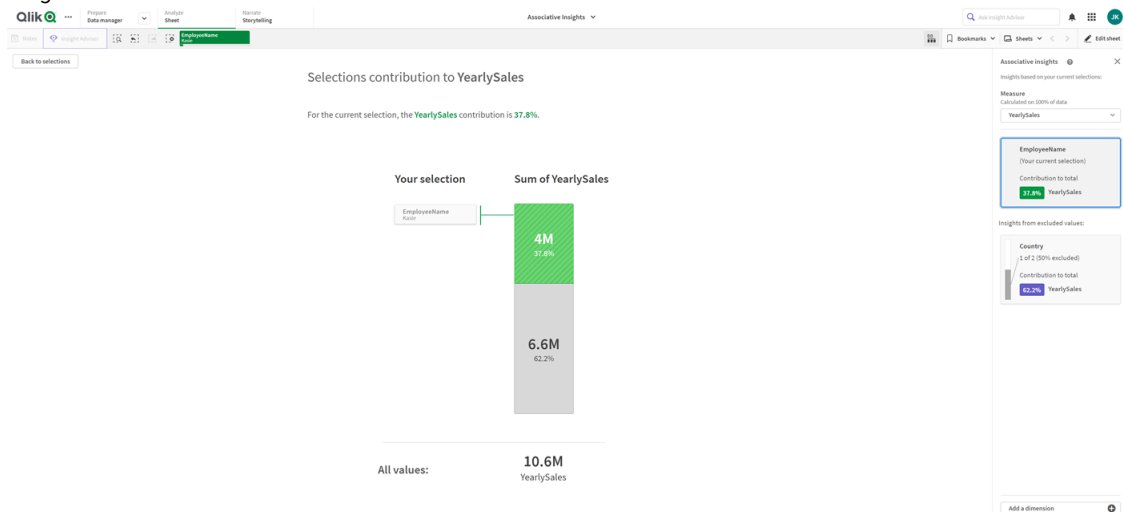 Qlik
Prepare
Data manager
Analyze
Sheet
Narrate
Storytelling
Associative Insights
Ask Insight Advisor
JK
Notes
Insight Advisor
EmployeeName
Kasie
Bookmarks
Sheets
Edit sheet
Back to selections
Selections contribution to YearlySales
For the current selection, the YearlySales contribution is 37.8%.
Your selection
Sum of YearlySales
EmployeeName
Kasie
4M
37.8%
6.6M
62.2%
All values:
10.6M
YearlySales
Associative insights
Insights based on your current selections:
Measure
Calculated on 100% of data
YearlySales
EmployeeName
(Your current selection)
Contribution to total
37.8% YearlySales
Insights from excluded values:
Country
1 of 2 (50% excluded)
Contribution to total
62.2% YearlySales
Add a dimension